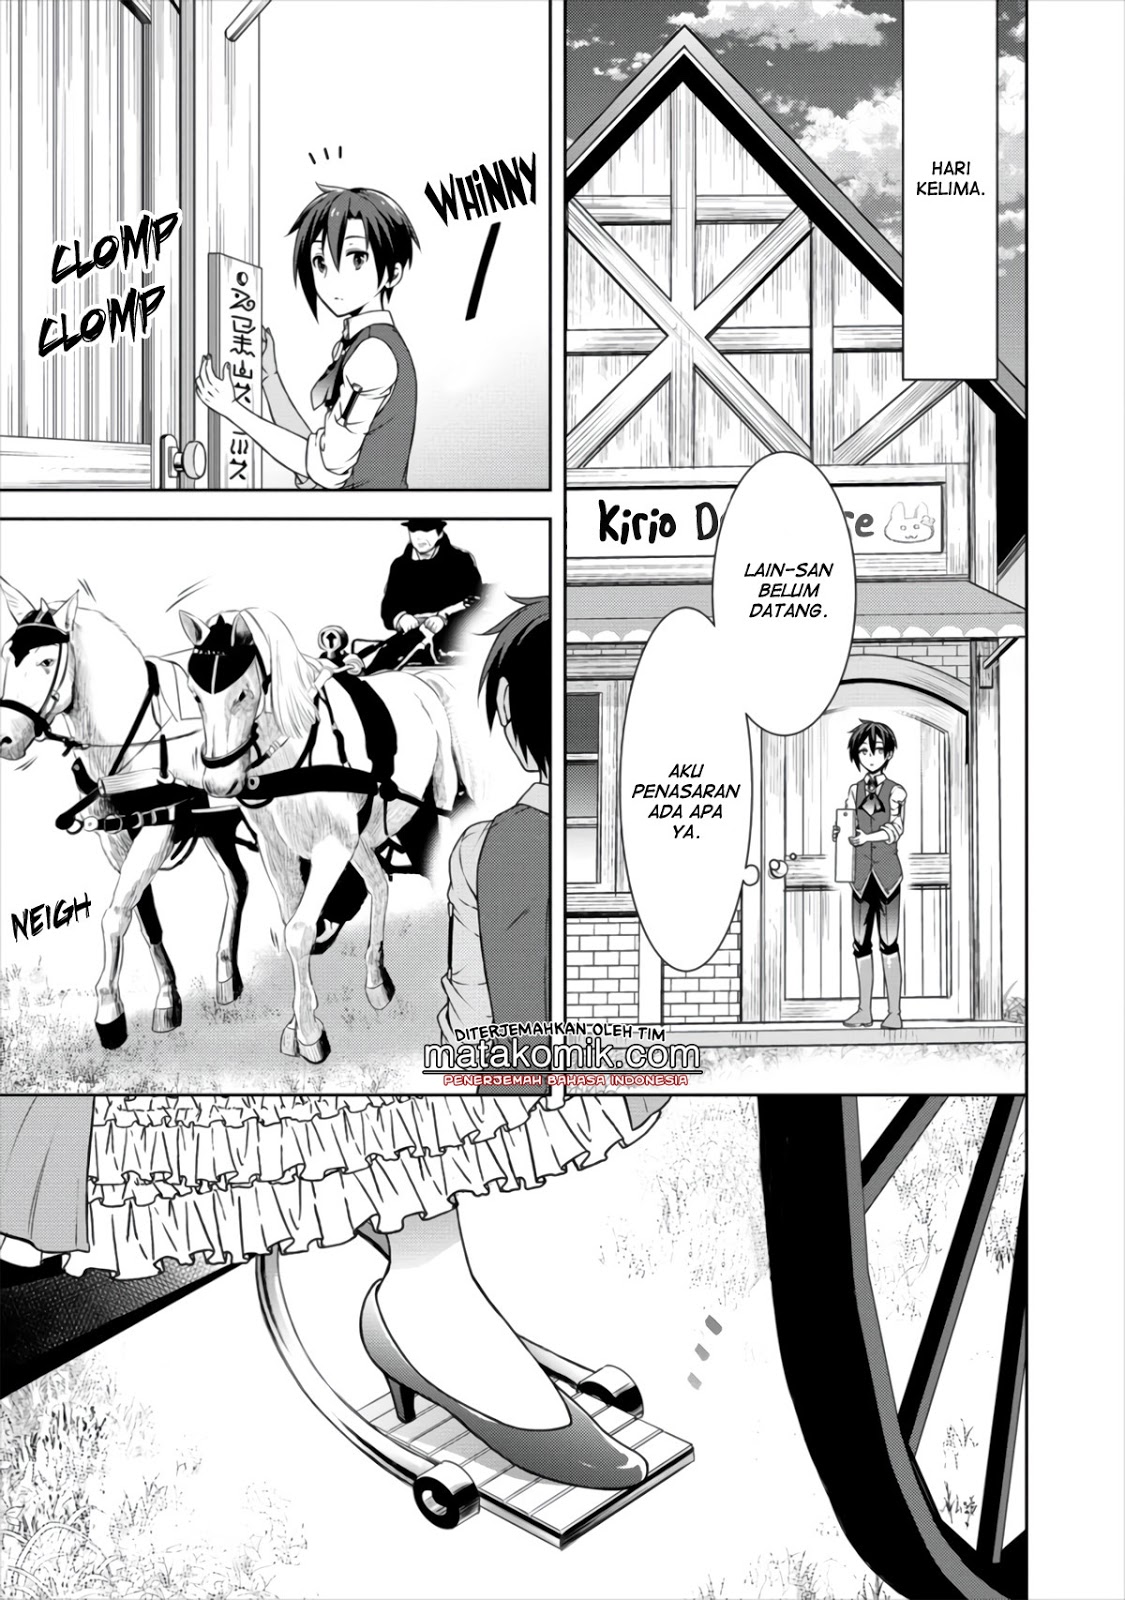 HARI
KELIMA.
Kirio D
re
LAIN-SAN
BELUM
DATANG.
AKU
PENASARAN
ADA APA
YA.
WHINNY
CLOMP
CLOMP
NEIGH
DITERJEMAHKAN OLEH TIM
matakomik.com
PENERJEMAH BAHASA INDONESIA